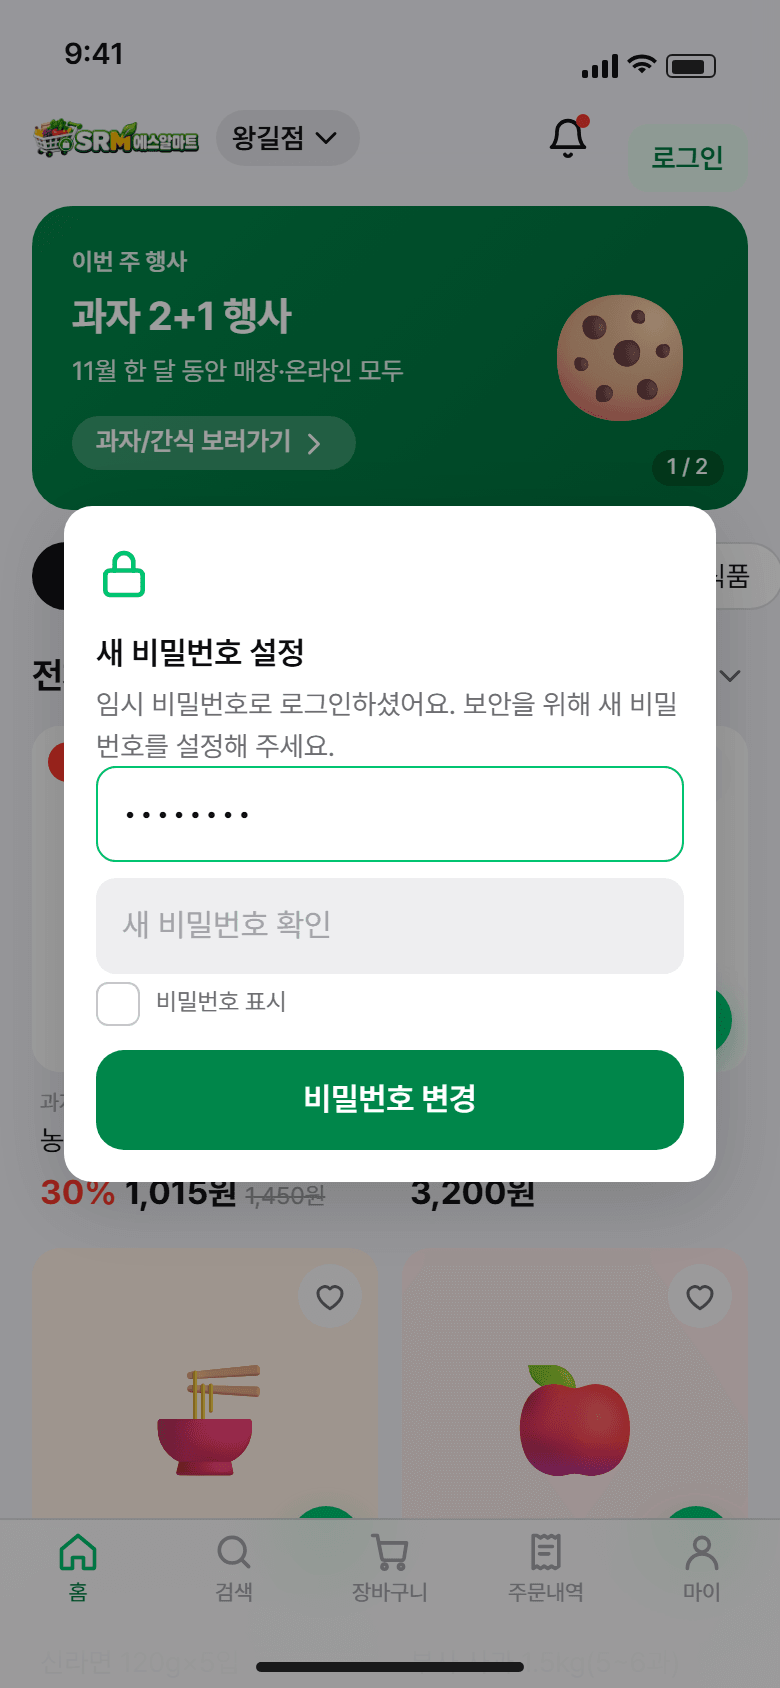 9:41
SRM에스알마트
왕길점
로그인
이번 주 행사
과자 2+1 행사
11월 한 달 동안 매장·온라인 모두
과자/간식 보러가기
1 / 2
식품
새 비밀번호 설정
임시 비밀번호로 로그인하셨어요. 보안을 위해 새 비밀
번호를 설정해 주세요.
새 비밀번호 확인
비밀번호 표시
비밀번호 변경
30% 1,015원 1,450원
3,200원
홈
검색
장바구니
주문내역
마이